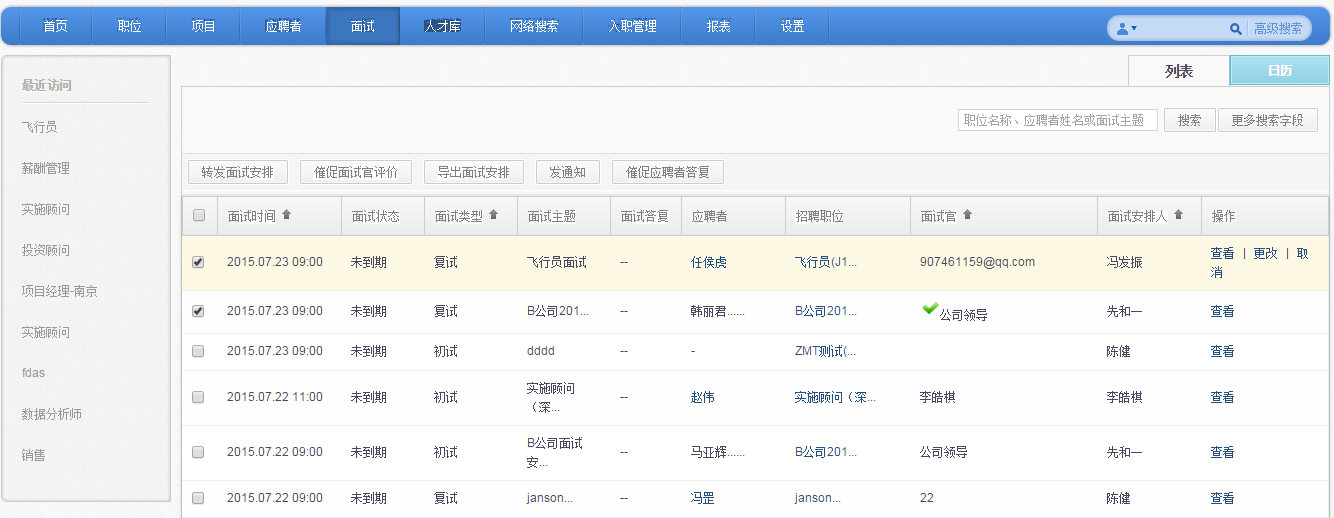 首页 职位 项目 应聘者 面试 人才库 网络搜索 入职管理 报表 设置 高级搜索
列表 日历
最近访问
飞行员
薪酬管理
实施顾问
投资顾问
项目经理-南京
实施顾问
fdas
数据分析师
销售
职位名称、应聘者姓名或面试主题 搜索 更多搜索字段
转发面试安排 催促面试官评价 导出面试安排 发通知 催促应聘者答复
面试时间 面试状态 面试类型 面试主题 面试答复 应聘者 招聘职位 面试官 面试安排人 操作
2015.07.23 09:00 未到期 复试 飞行员面试 -- 任侯虎 飞行员(J1... 907461159@qq.com 冯发振 查看 | 更改 | 取
消
2015.07.23 09:00 未到期 复试 B公司201... -- 韩丽君...... B公司201... 公司领导 先和一 查看
2015.07.23 09:00 未到期 初试 dddd -- - ZMT测试(... 陈健 查看
2015.07.22 11:00 未到期 初试 实施顾问
（深... -- 赵伟 实施顾问（深... 李皓棋 李皓棋 查看
2015.07.22 09:00 未到期 初试 B公司面试
安... -- 马亚辉...... B公司201... 公司领导 先和一 查看
2015.07.22 09:00 未到期 复试 janson... -- 冯罡 janson... 22 陈健 查看